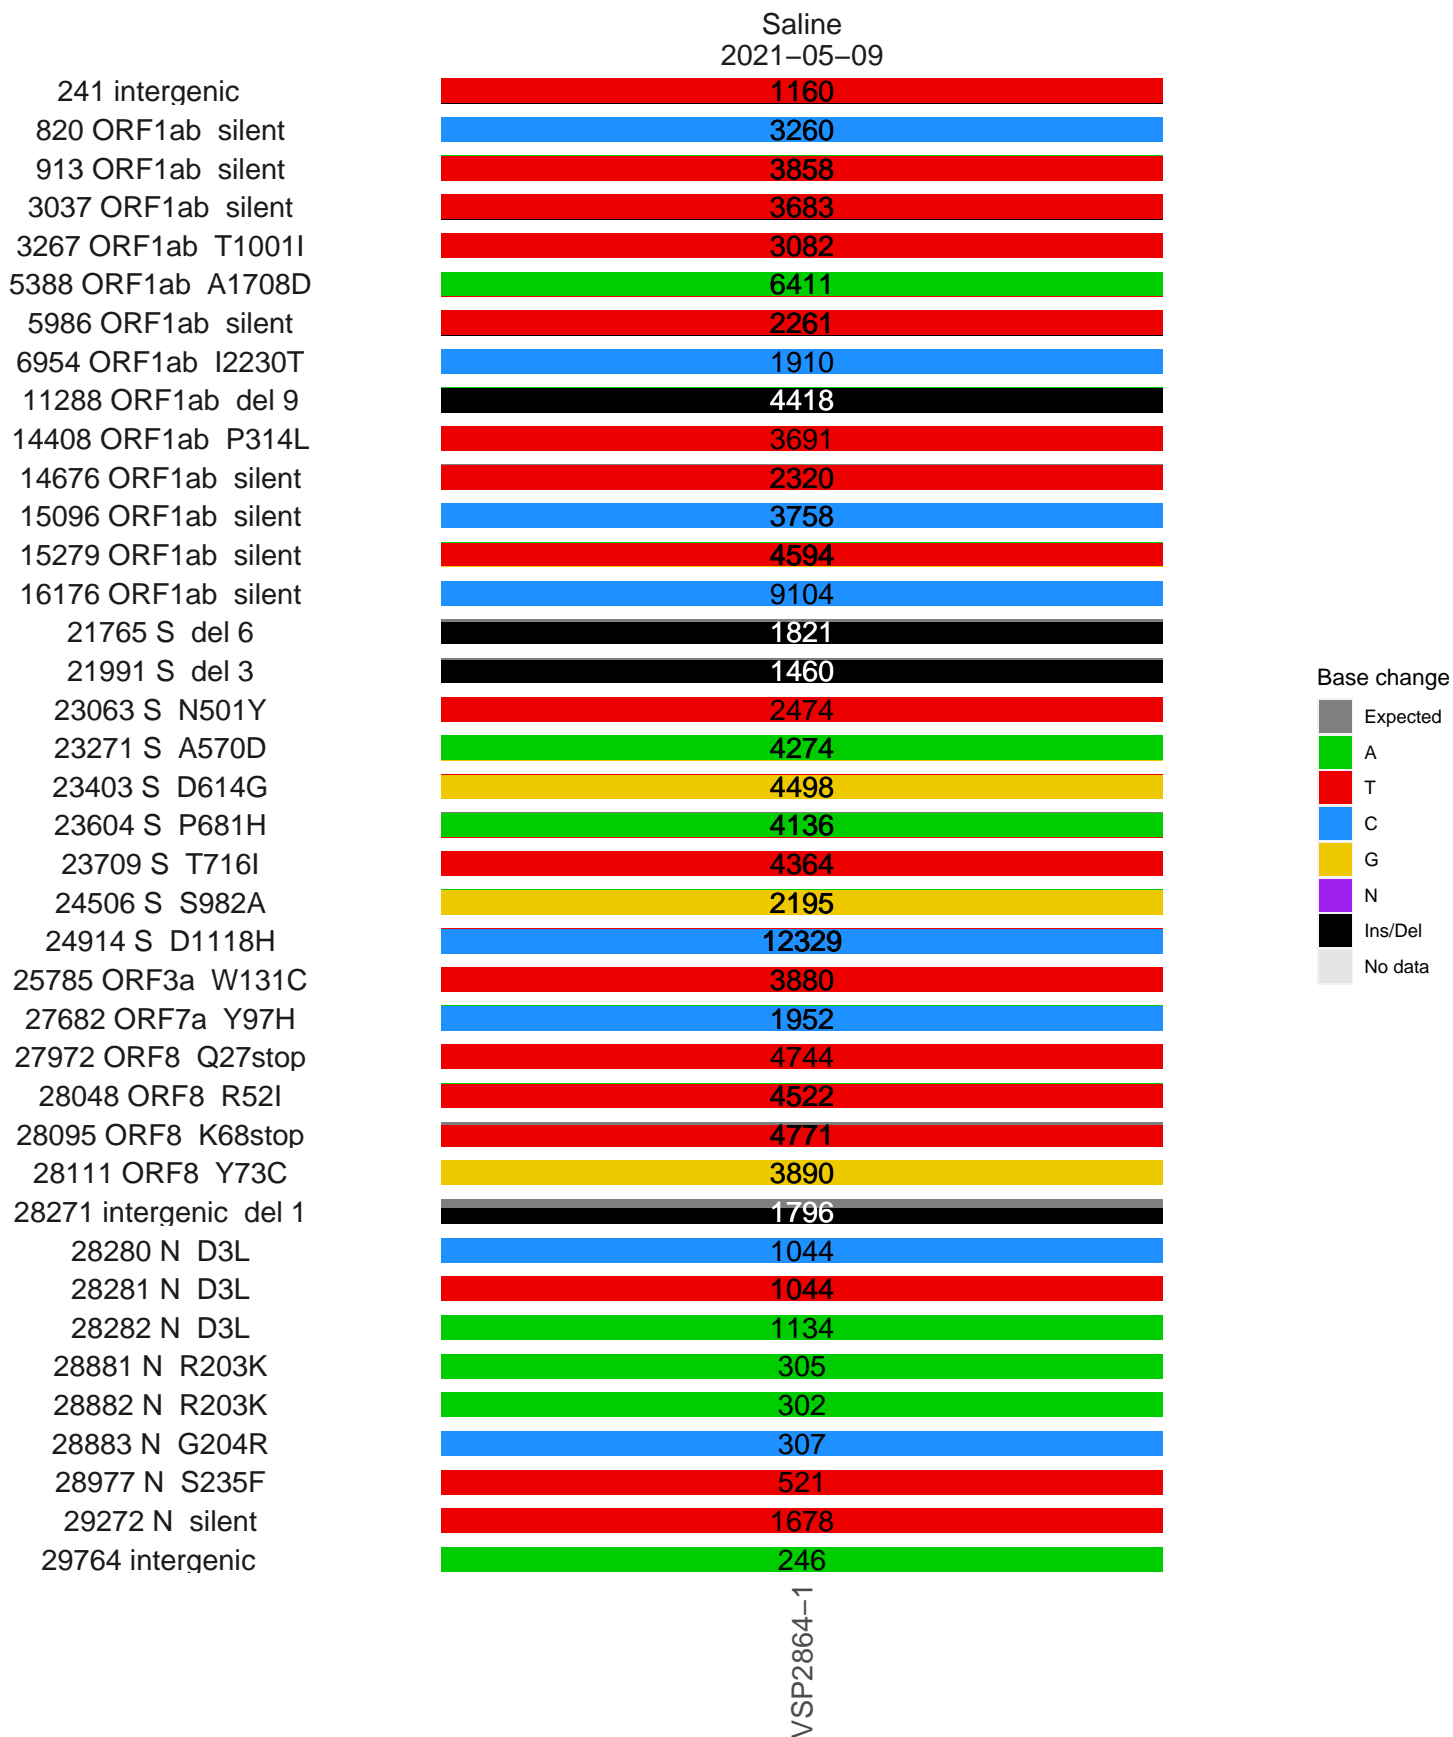 Saline
2021−05−09
241 intergenic 1160
820 ORF1ab silent 3260
913 ORF1ab silent 3858
3037 ORF1ab silent 3683
3267 ORF1ab T1001I 3082
5388 ORF1ab A1708D 6411
5986 ORF1ab silent 2261
6954 ORF1ab I2230T 1910
11288 ORF1ab del 9 4418
14408 ORF1ab P314L 3691
14676 ORF1ab silent 2320
15096 ORF1ab silent 3758
15279 ORF1ab silent 4594
16176 ORF1ab silent 9104
21765 S del 6 1821
21991 S del 3 1460
23063 S N501Y 2474
23271 S A570D 4274
23403 S D614G 4498
23604 S P681H 4136
23709 S T716I 4364
24506 S S982A 2195
24914 S D1118H 12329
25785 ORF3a W131C 3880
27682 ORF7a Y97H 1952
27972 ORF8 Q27stop 4744
28048 ORF8 R52I 4522
28095 ORF8 K68stop 4771
28111 ORF8 Y73C 3890
28271 intergenic del 1 1796
28280 N D3L 1044
28281 N D3L 1044
28282 N D3L 1134
28881 N R203K 305
28882 N R203K 302
28883 N G204R 307
28977 N S235F 521
29272 N silent 1678
29764 intergenic 246
VSP2864−1
Base change
Expected
A
T
C
G
N
Ins/Del
No data